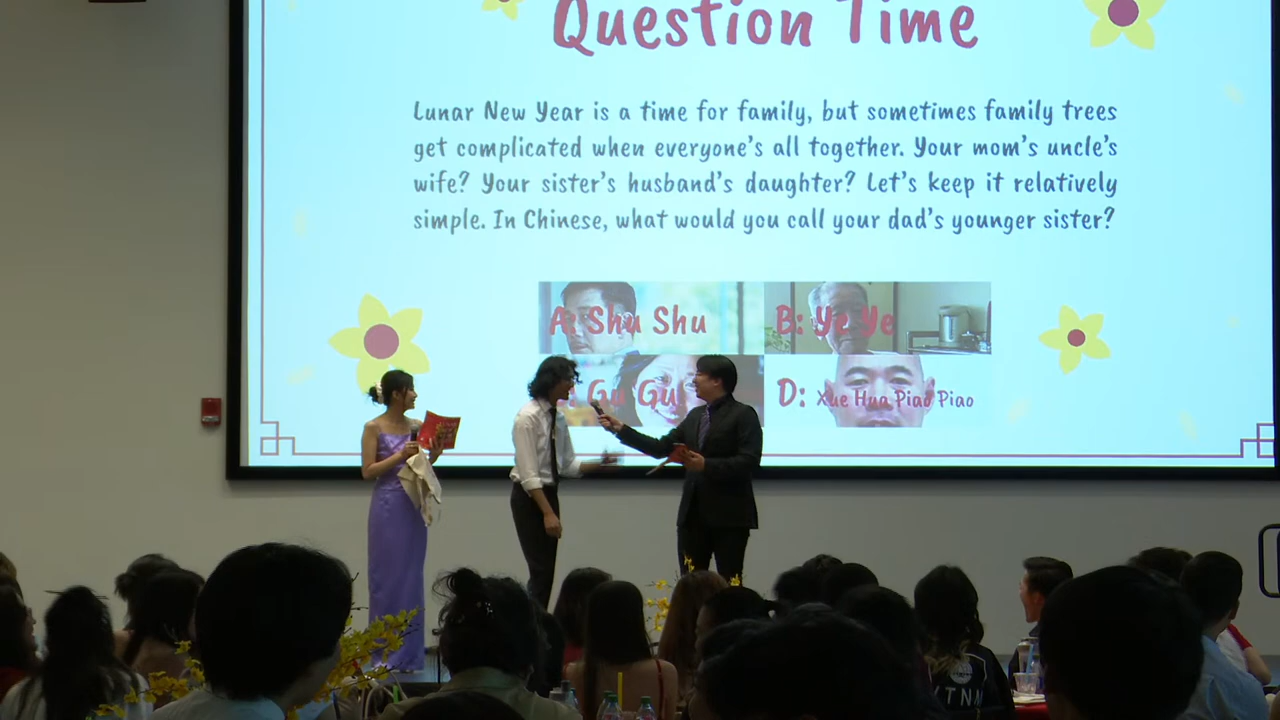 Question Time
Lunar New Year is a time for family, but sometimes family trees
get complicated when everyone's all together. Your mom's uncle's
wife? Your sister's husband's daughter? Let's keep it relatively
simple. In Chinese, what would you call your dad's younger sister?
A: Shu Shu
B: Ye Ye
Gu Gu
D: Xue Hua Piao Piao